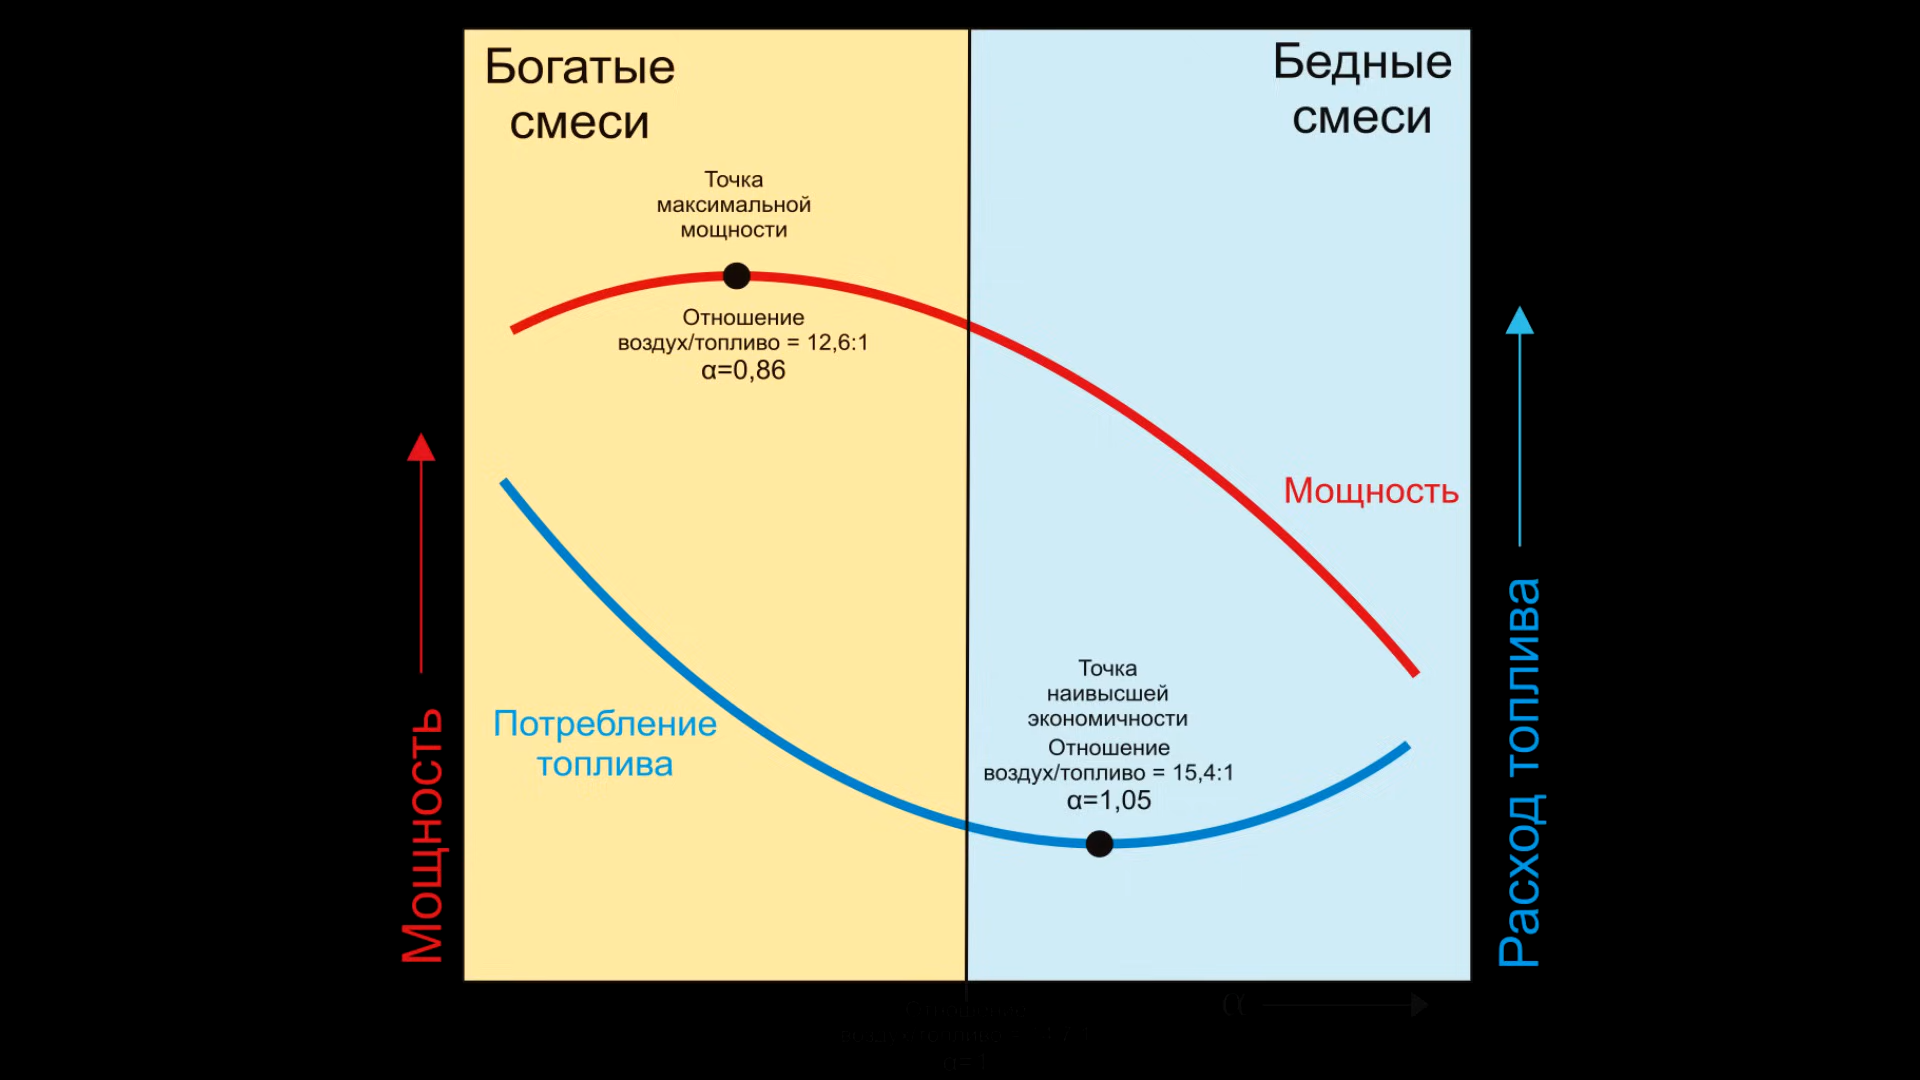 Богатые
смеси
Бедные
смеси
Точка
максимальной
мощности
Отношение
воздух/топливо = 12,6:1
α=0,86
Мощность
Потребление
топлива
Точка
наивысшей
экономичности
Отношение
воздух/топливо = 15,4:1
α=1,05
Мощность
Расход топлива
Отношение
α